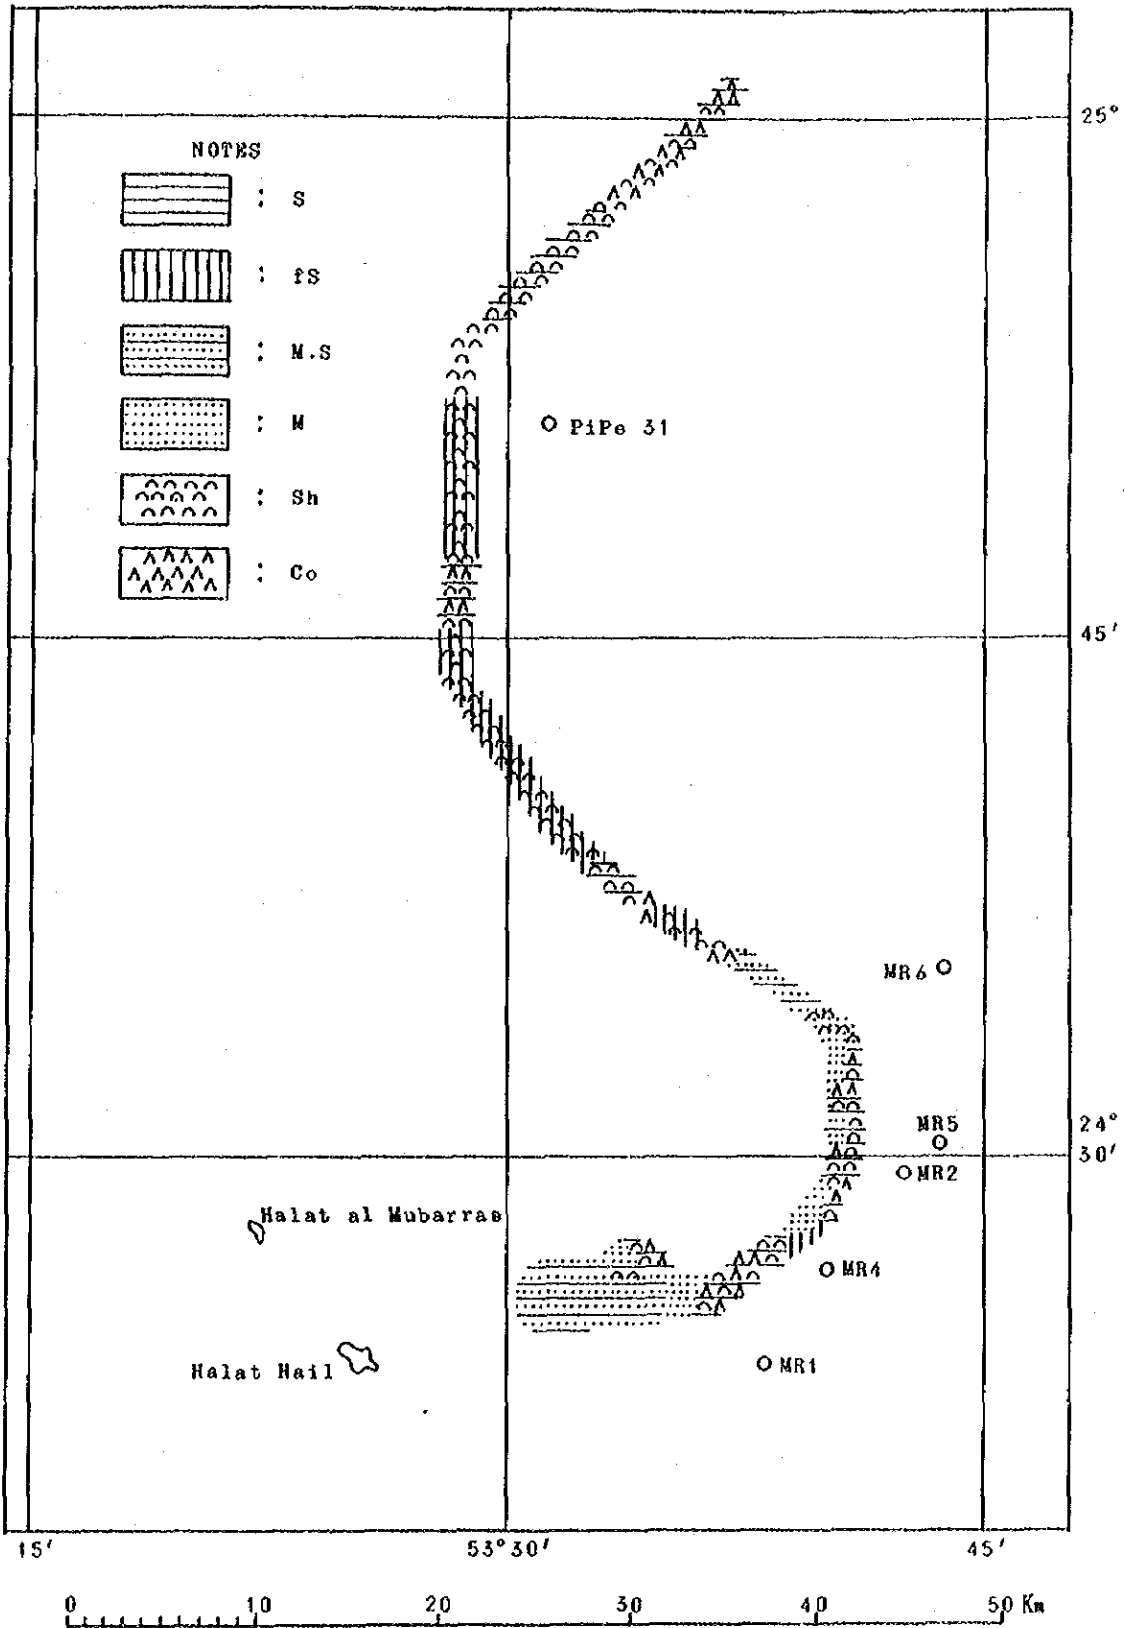 25°
NOTES
: S
: fS
: M.S
: M
: Sh
: Co
PiPe 31
45'
MR6
MR5
24°
30'
MR2
Halat al Mubarras
MR4
Halat Hail
MR1
15'
53°30'
45'
0 10 20 30 40 50 Km